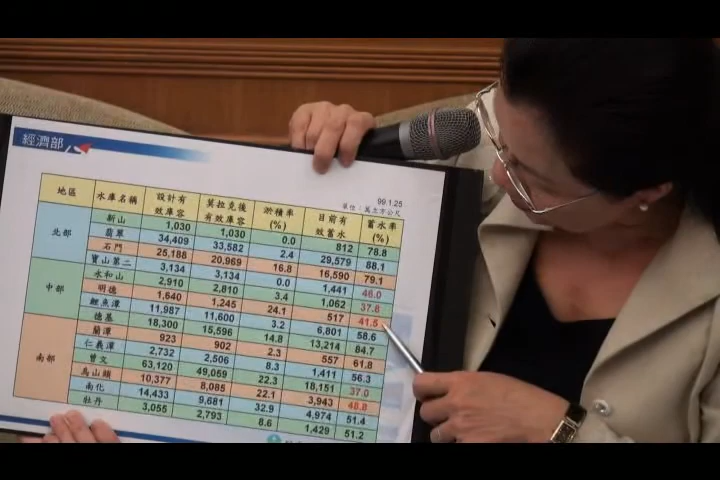 經濟部
99.1.25
單位：萬立方公尺
地區 水庫名稱 設計有效庫容 莫拉克後有效庫容 淤積率(%) 目前有效蓄水 蓄水率(%)
北部 新山 1,030 1,030 0.0 812 78.8
翡翠 34,409 33,582 2.4 29,579 88.1
石門 25,188 20,969 16.8 16,590 79.1
寶山第二 3,134 3,134 0.0 1,441 46.0
中部 永和山 2,910 2,810 3.4 1,062 37.8
明德 1,640 1,245 24.1 517 41.5
鯉魚潭 11,987 11,600 3.2 6,801 58.6
德基 18,300 15,596 14.8 13,214 84.7
南部 蘭潭 923 902 2.3 557 61.8
仁義潭 2,732 2,506 8.3 1,411 56.3
曾文 63,120 49,059 22.3 18,151 37.0
烏山頭 10,377 8,085 22.1 3,943 48.8
南化 14,433 9,681 32.9 4,974 51.4
牡丹 3,055 2,793 8.6 1,429 51.2